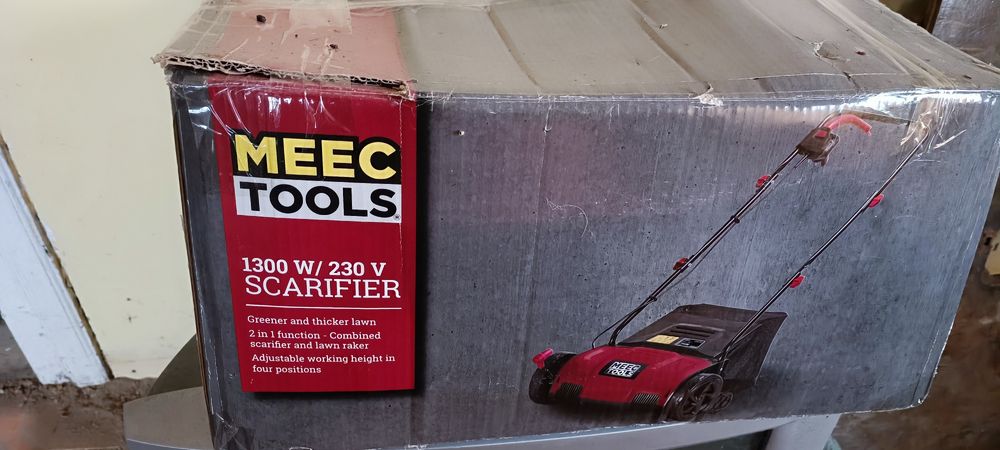 MEEC
TOOLS®
1300 W/ 230 V
SCARIFIER
Greener and thicker lawn
2 in 1 function - Combined
scarifier and lawn raker
Adjustable working height in
four positions
MEEC
TOOLS